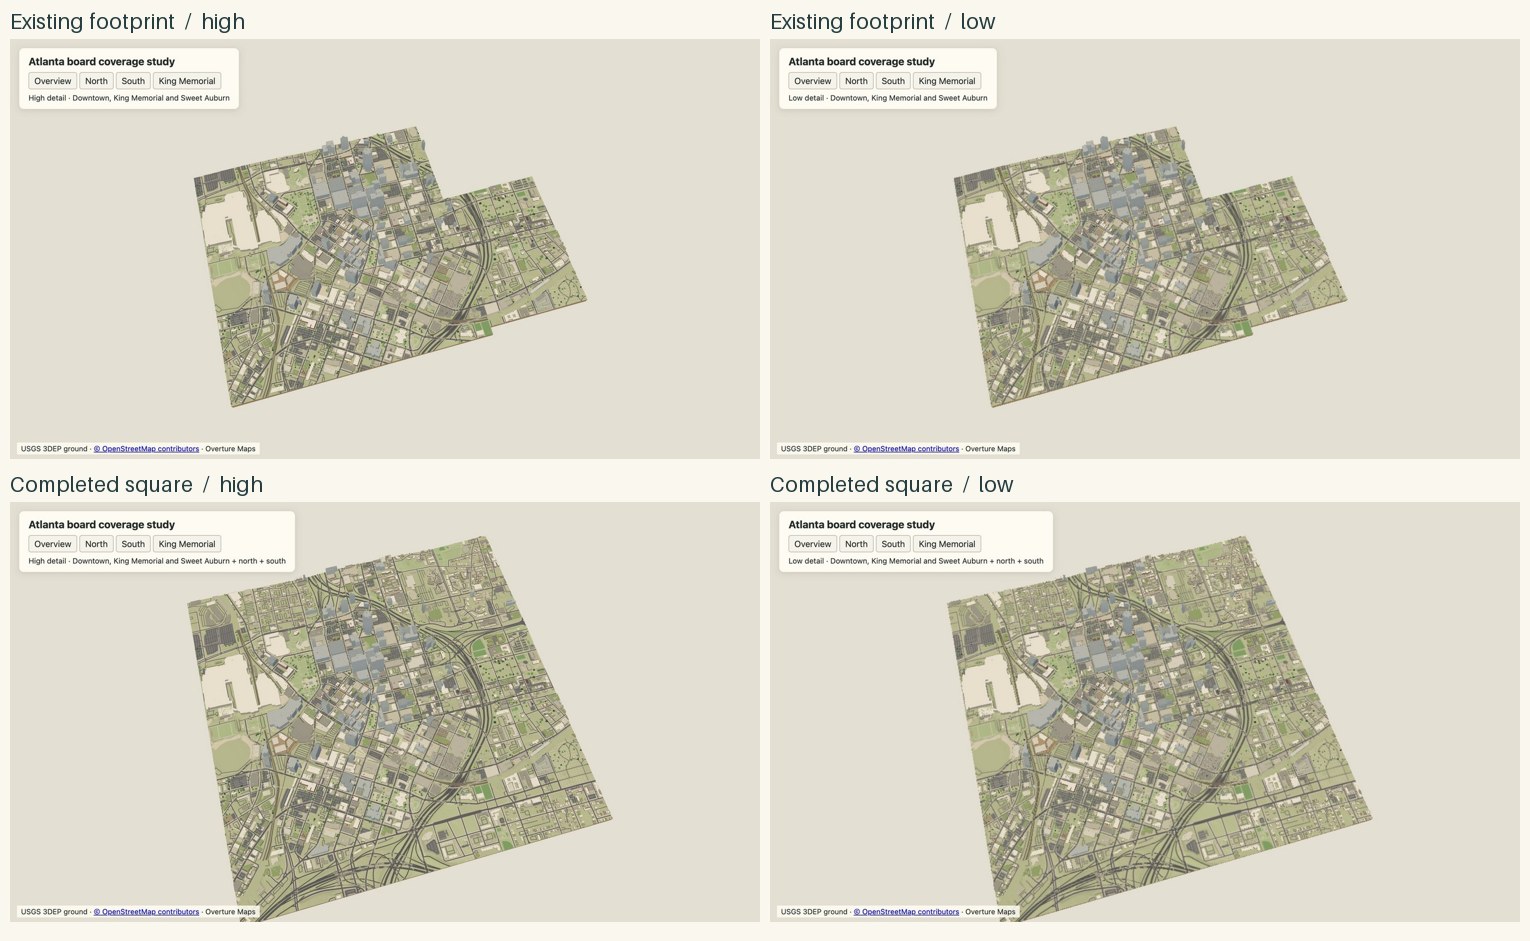 Existing footprint / high
Existing footprint / low
Atlanta board coverage study
Overview North South King Memorial
High detail · Downtown, King Memorial and Sweet Auburn
USGS 3DEP ground · © OpenStreetMap contributors · Overture Maps
Atlanta board coverage study
Overview North South King Memorial
Low detail · Downtown, King Memorial and Sweet Auburn
USGS 3DEP ground · © OpenStreetMap contributors · Overture Maps
Completed square / high
Completed square / low
Atlanta board coverage study
Overview North South King Memorial
High detail · Downtown, King Memorial and Sweet Auburn + north + south
USGS 3DEP ground · © OpenStreetMap contributors · Overture Maps
Atlanta board coverage study
Overview North South King Memorial
Low detail · Downtown, King Memorial and Sweet Auburn + north + south
USGS 3DEP ground · © OpenStreetMap contributors · Overture Maps